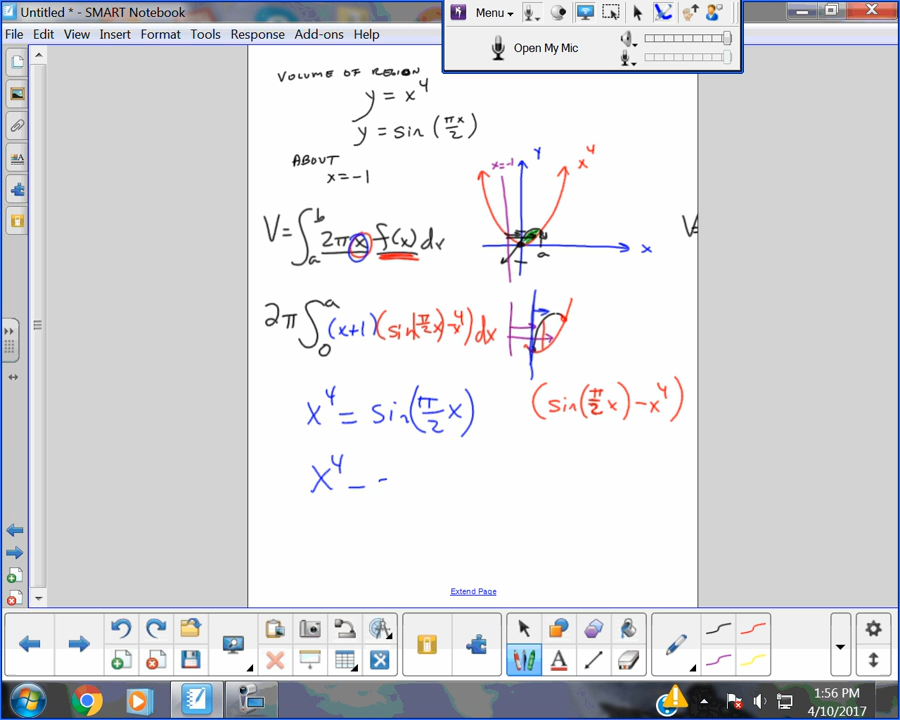 Untitled * - SMART Notebook
Menu
File Edit View Insert Format Tools Response Add-ons Help
Open My Mic
VOLUME OF REGION
y = x^4
y = sin (πx/2)
ABOUT
x = -1
x=-1
y
x^4
V = ∫_a^b 2πx f(x) dx
x
a
V=
2π ∫_0^a (x+1)(sin(π/2 x) - x^4) dx
x^4 = sin(π/2 x)
(sin(π/2 x) - x^4)
x^4 - -
Extend Page
1:56 PM
4/10/2017